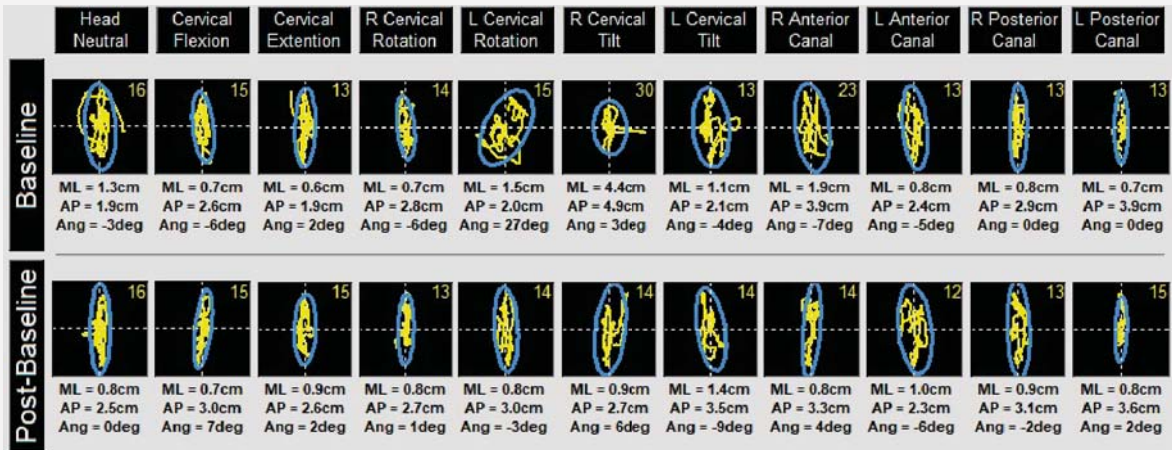 Head Neutral
Cervical Flexion
Cervical Extention
R Cervical Rotation
L Cervical Rotation
R Cervical Tilt
L Cervical Tilt
R Anterior Canal
L Anterior Canal
R Posterior Canal
L Posterior Canal
Baseline
16 15 13 14 15 30 13 23 13 13 13
ML = 1.3cm ML = 0.7cm ML = 0.6cm ML = 0.7cm ML = 1.5cm ML = 4.4cm ML = 1.1cm ML = 1.9cm ML = 0.8cm ML = 0.8cm ML = 0.7cm
AP = 1.9cm AP = 2.6cm AP = 1.9cm AP = 2.8cm AP = 2.0cm AP = 4.9cm AP = 2.1cm AP = 3.9cm AP = 2.4cm AP = 2.9cm AP = 3.9cm
Ang = -3deg Ang = -6deg Ang = 2deg Ang = -6deg Ang = 27deg Ang = 3deg Ang = -4deg Ang = -7deg Ang = -5deg Ang = 0deg Ang = 0deg
Post-Baseline
16 15 15 13 14 14 14 14 12 13 15
ML = 0.8cm ML = 0.7cm ML = 0.9cm ML = 0.8cm ML = 0.8cm ML = 0.9cm ML = 1.4cm ML = 0.8cm ML = 1.0cm ML = 0.9cm ML = 0.8cm
AP = 2.5cm AP = 3.0cm AP = 2.6cm AP = 2.7cm AP = 3.0cm AP = 2.7cm AP = 3.5cm AP = 3.3cm AP = 2.3cm AP = 3.1cm AP = 3.6cm
Ang = 0deg Ang = 7deg Ang = 2deg Ang = 1deg Ang = -3deg Ang = 6deg Ang = -9deg Ang = 4deg Ang = -6deg Ang = -2deg Ang = 2deg